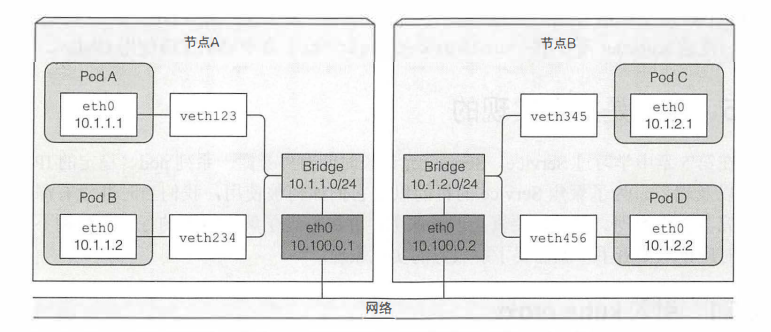 节点A
节点B
Pod A
eth0
10.1.1.1
veth123
Bridge
10.1.1.0/24
Pod B
eth0
10.1.1.2
veth234
eth0
10.100.0.1
Pod C
eth0
10.1.2.1
veth345
Bridge
10.1.2.0/24
Pod D
eth0
10.1.2.2
veth456
eth0
10.100.0.2
网络